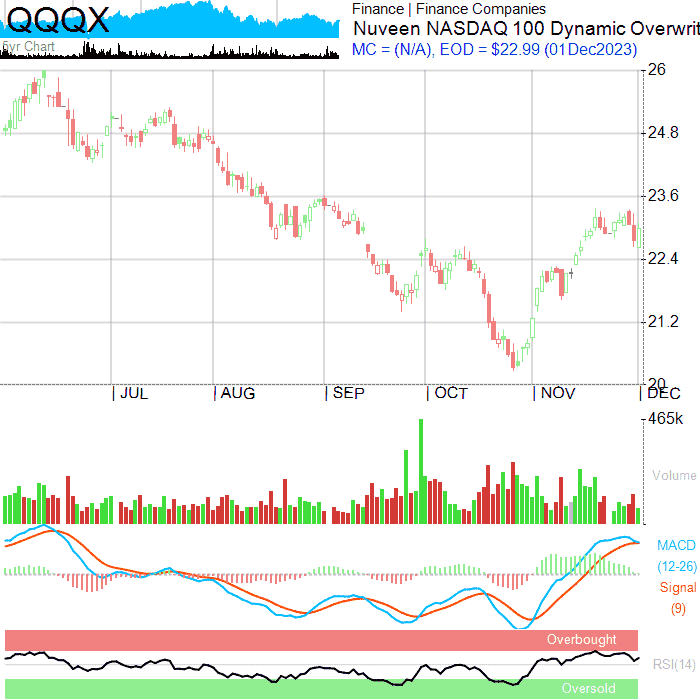 QQQX
5yr Chart
Finance | Finance Companies
Nuveen NASDAQ 100 Dynamic Overwrit
MC = (N/A), EOD = $22.99 (01Dec2023)
26
24.8
23.6
22.4
21.2
20
JUL
AUG
SEP
OCT
NOV
DEC
465k
Volume
MACD
(12-26)
Signal
(9)
Overbought
RSI(14)
Oversold